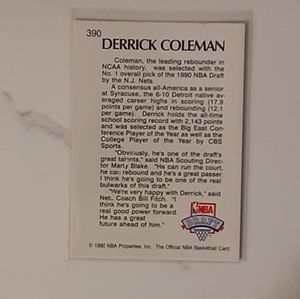 390
DERRICK COLEMAN
Coleman, the leading rebounder in
NCAA history, was selected with the
No. 1 overall pick of the 1990 NBA Draft
by the N.J. Nets.
A consensus all-America as a senior
at Syracuse, the 6-10 Detroit native av-
eraged career highs in scoring (17.9
points per game) and rebounding (12.1
per game). Derrick holds the all-time
school scoring record with 2,143 points
and was selected as the Big East Con-
ference Player of the Year as well as the
College Player of the Year by CBS
Sports.
"Obviously, he's one of the draft's
great talents," said NBA Scouting Direc-
tor Marty Blake. "He can run the court,
he can rebound and he's a great passer.
I think he's going to be one of the real
bulwarks of this draft."
"We're very happy with Derrick," said
Nets Coach Bill Fitch. "I
think he's going to be a
real good power forward.
He has a great
future ahead of him."
NBA
DRAFT
© 1990 NBA Properties, Inc. The Official NBA Basketball Card